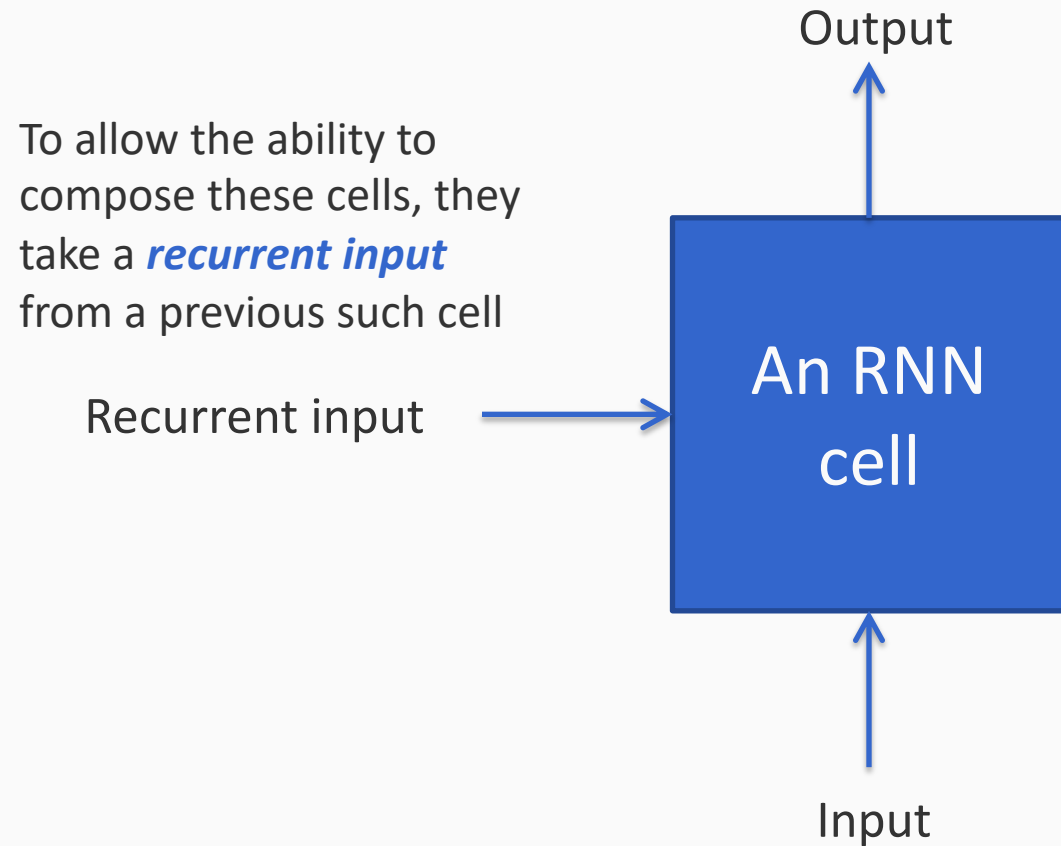 Output
To allow the ability to
compose these cells, they
take a recurrent input
from a previous such cell
An RNN
cell
Recurrent input
Input